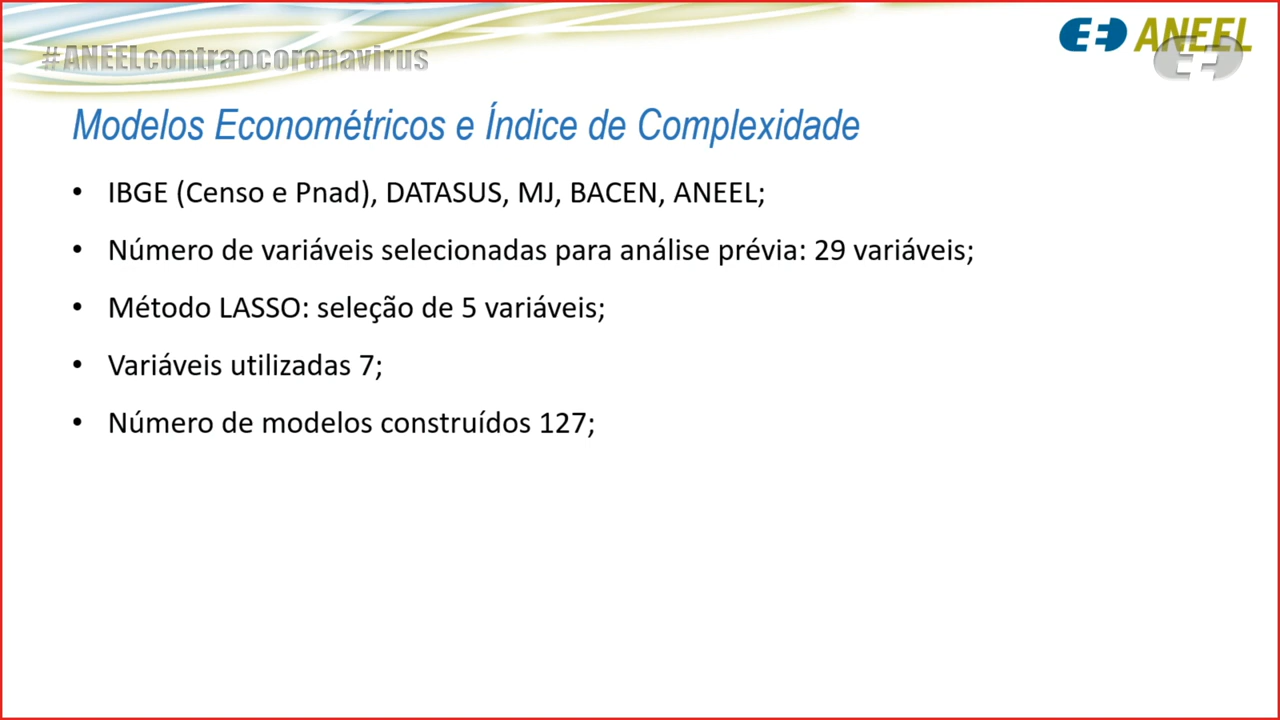 #ANEELcontraocoronavirus
ANEEL
Modelos Econométricos e Índice de Complexidade
• IBGE (Censo e Pnad), DATASUS, MJ, BACEN, ANEEL;
• Número de variáveis selecionadas para análise prévia: 29 variáveis;
• Método LASSO: seleção de 5 variáveis;
• Variáveis utilizadas 7;
• Número de modelos construídos 127;